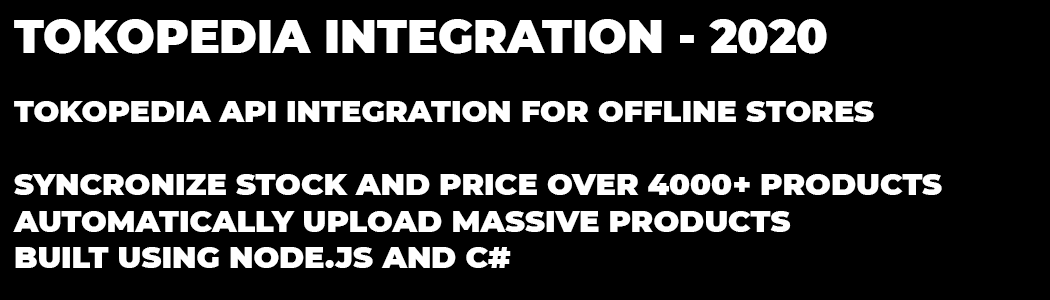 TOKOPEDIA INTEGRATION - 2020
TOKOPEDIA API INTEGRATION FOR OFFLINE STORES
SYNCRONIZE STOCK AND PRICE OVER 4000+ PRODUCTS
AUTOMATICALLY UPLOAD MASSIVE PRODUCTS
BUILT USING NODE.JS AND C#